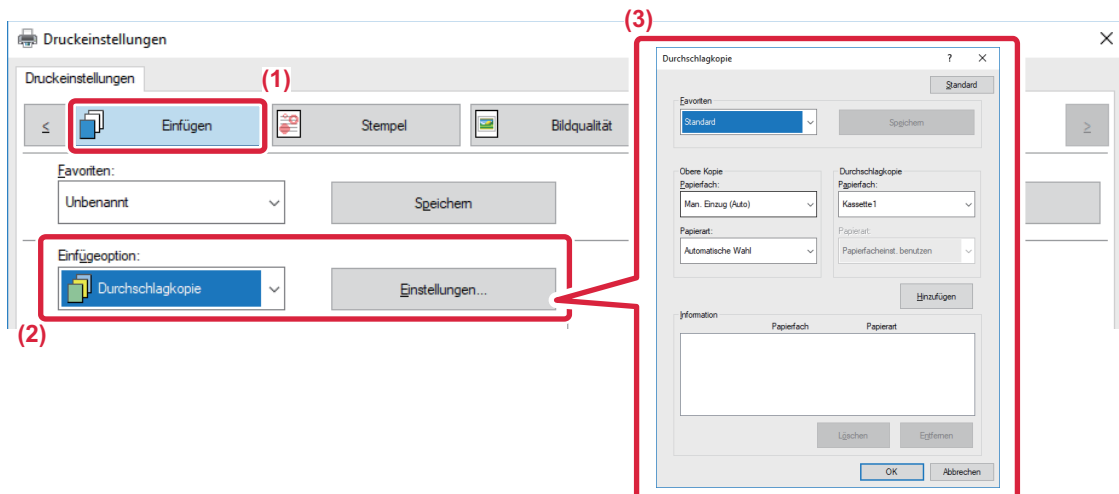 (3)
Druckeinstellungen
Druckeinstellungen
(1)
< Einfügen Stempel Bildqualität >
Favoriten:
Unbenannt Speichern
Einfügeoption:
Durchschlagkopie Einstellungen...
(2)
Durchschlagkopie ? ×
Standard
Favoriten
Standard Speichern
Obere Kopie Durchschlagkopie
Papierfach: Papierfach:
Man. Einzug (Auto) Kassette1
Papierart: Papierart:
Automatische Wahl Papierfacheinst. benutzen
Hinzufügen
Information
Papierfach Papierart
Löschen Entfernen
OK Abbrechen